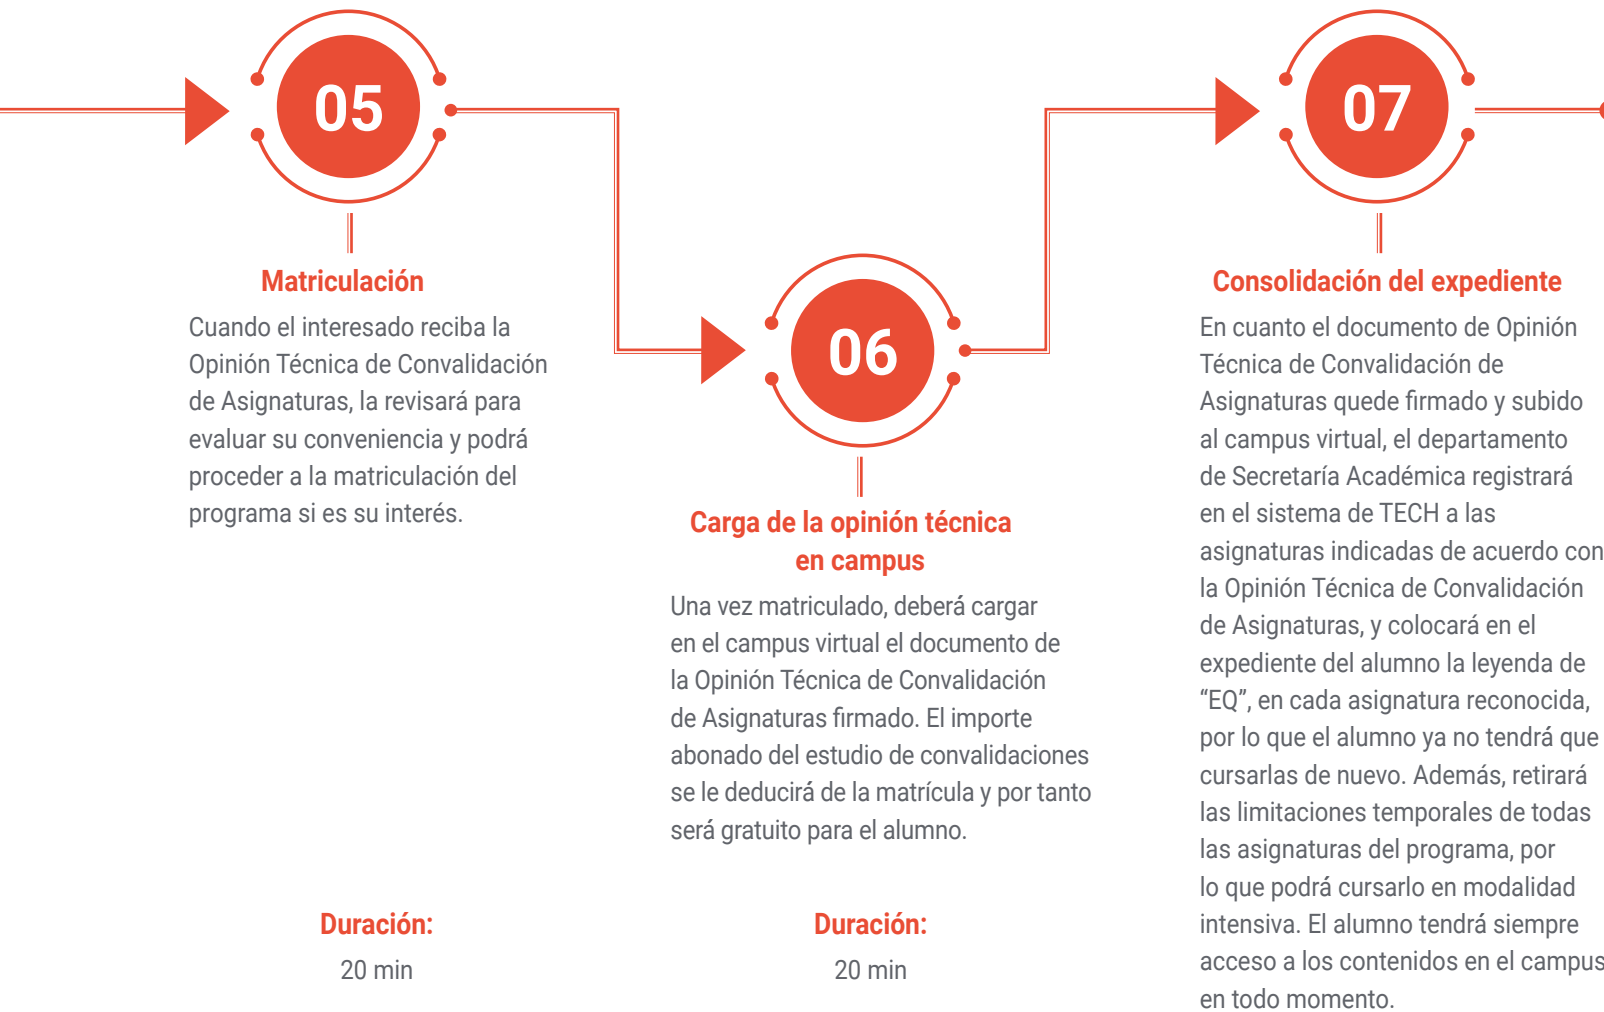 05
Matriculación
Cuando el interesado reciba la
Opinión Técnica de Convalidación
de Asignaturas, la revisará para
evaluar su conveniencia y podrá
proceder a la matriculación del
programa si es su interés.
Duración:
20 min
06
Carga de la opinión técnica
en campus
Una vez matriculado, deberá cargar
en el campus virtual el documento de
la Opinión Técnica de Convalidación
de Asignaturas firmado. El importe
abonado del estudio de convalidaciones
se le deducirá de la matrícula y por tanto
será gratuito para el alumno.
Duración:
20 min
07
Consolidación del expediente
En cuanto el documento de Opinión
Técnica de Convalidación de
Asignaturas quede firmado y subido
al campus virtual, el departamento
de Secretaría Académica registrará
en el sistema de TECH a las
asignaturas indicadas de acuerdo con
la Opinión Técnica de Convalidación
de Asignaturas, y colocará en el
expediente del alumno la leyenda de
“EQ”, en cada asignatura reconocida,
por lo que el alumno ya no tendrá que
cursarlas de nuevo. Además, retirará
las limitaciones temporales de todas
las asignaturas del programa, por
lo que podrá cursarlo en modalidad
intensiva. El alumno tendrá siempre
acceso a los contenidos en el campus
en todo momento.